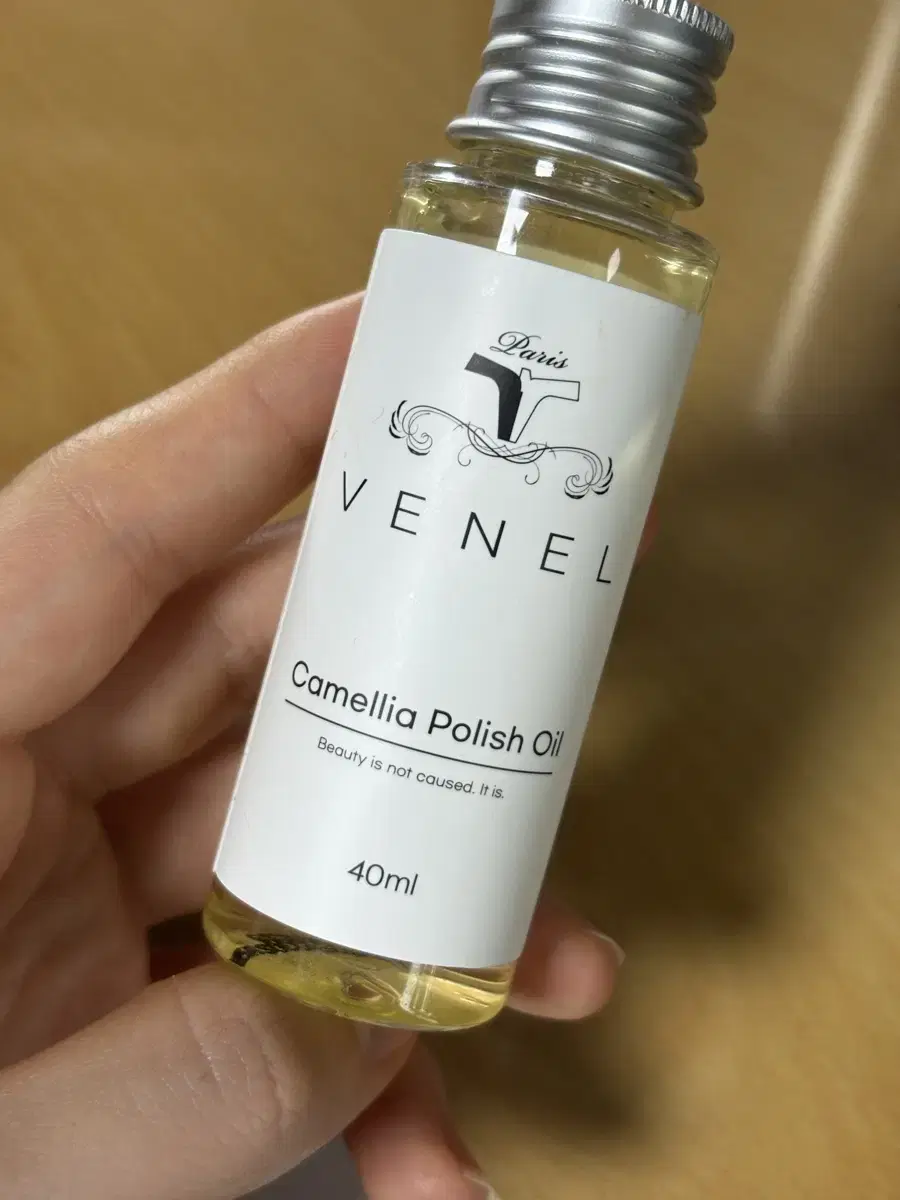 Paris
VENEL
Camellia Polish Oil
Beauty is not caused. It is.
40ml